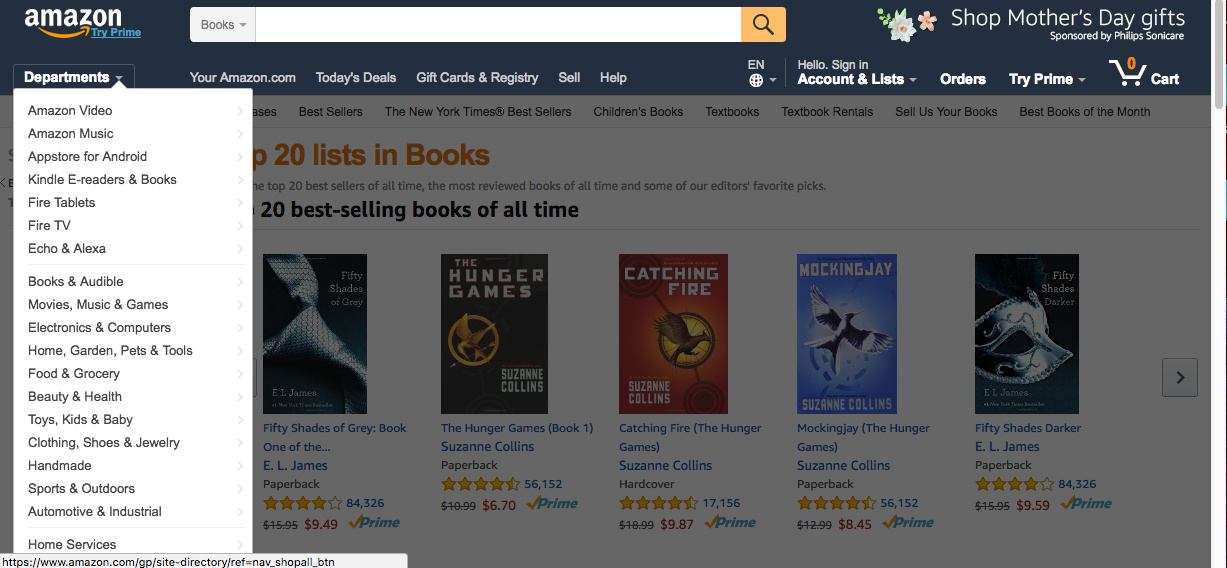 amazon
Try Prime
Books
Shop Mother's Day gifts
Sponsored by Philips Sonicare
Departments
Your Amazon.com
Today's Deals
Gift Cards & Registry
Sell
Help
EN
Hello. Sign in
Account & Lists
Orders
Try Prime
0
Cart
Best Sellers
The New York Times® Best Sellers
Children's Books
Textbooks
Textbook Rentals
Sell Us Your Books
Best Books of the Month
Amazon Video
Amazon Music
Appstore for Android
Kindle E-readers & Books
Fire Tablets
Fire TV
Echo & Alexa
Books & Audible
Movies, Music & Games
Electronics & Computers
Home, Garden, Pets & Tools
Food & Grocery
Beauty & Health
Toys, Kids & Baby
Clothing, Shoes & Jewelry
Handmade
Sports & Outdoors
Automotive & Industrial
Home Services
https://www.amazon.com/gp/site-directory/ref=nav_shopall_btn
p 20 lists in Books
he top 20 best sellers of all time, the most reviewed books of all time and some of our editors' favorite picks.
20 best-selling books of all time
Fifty
Shades
of Grey
E L James
#1 New York Times Bestseller
Fifty Shades of Grey: Book
One of the...
E. L. James
Paperback
84,326
$15.95 $9.49 Prime
THE
HUNGER
GAMES
SUZANNE
COLLINS
The Hunger Games (Book 1)
Suzanne Collins
Paperback
56,152
$10.99 $6.70 Prime
CATCHING
FIRE
SUZANNE
COLLINS
Catching Fire (The Hunger
Games)
Suzanne Collins
Hardcover
17,156
$18.99 $9.87 Prime
MOCKINGJAY
SUZANNE COLLINS
Mockingjay (The Hunger
Games)
Suzanne Collins
Paperback
56,152
$12.99 $8.45 Prime
Fifty
Shades
Darker
E L James
#1 New York Times Bestseller
Fifty Shades Darker
E. L. James
Paperback
84,326
$15.95 $9.59 Prime